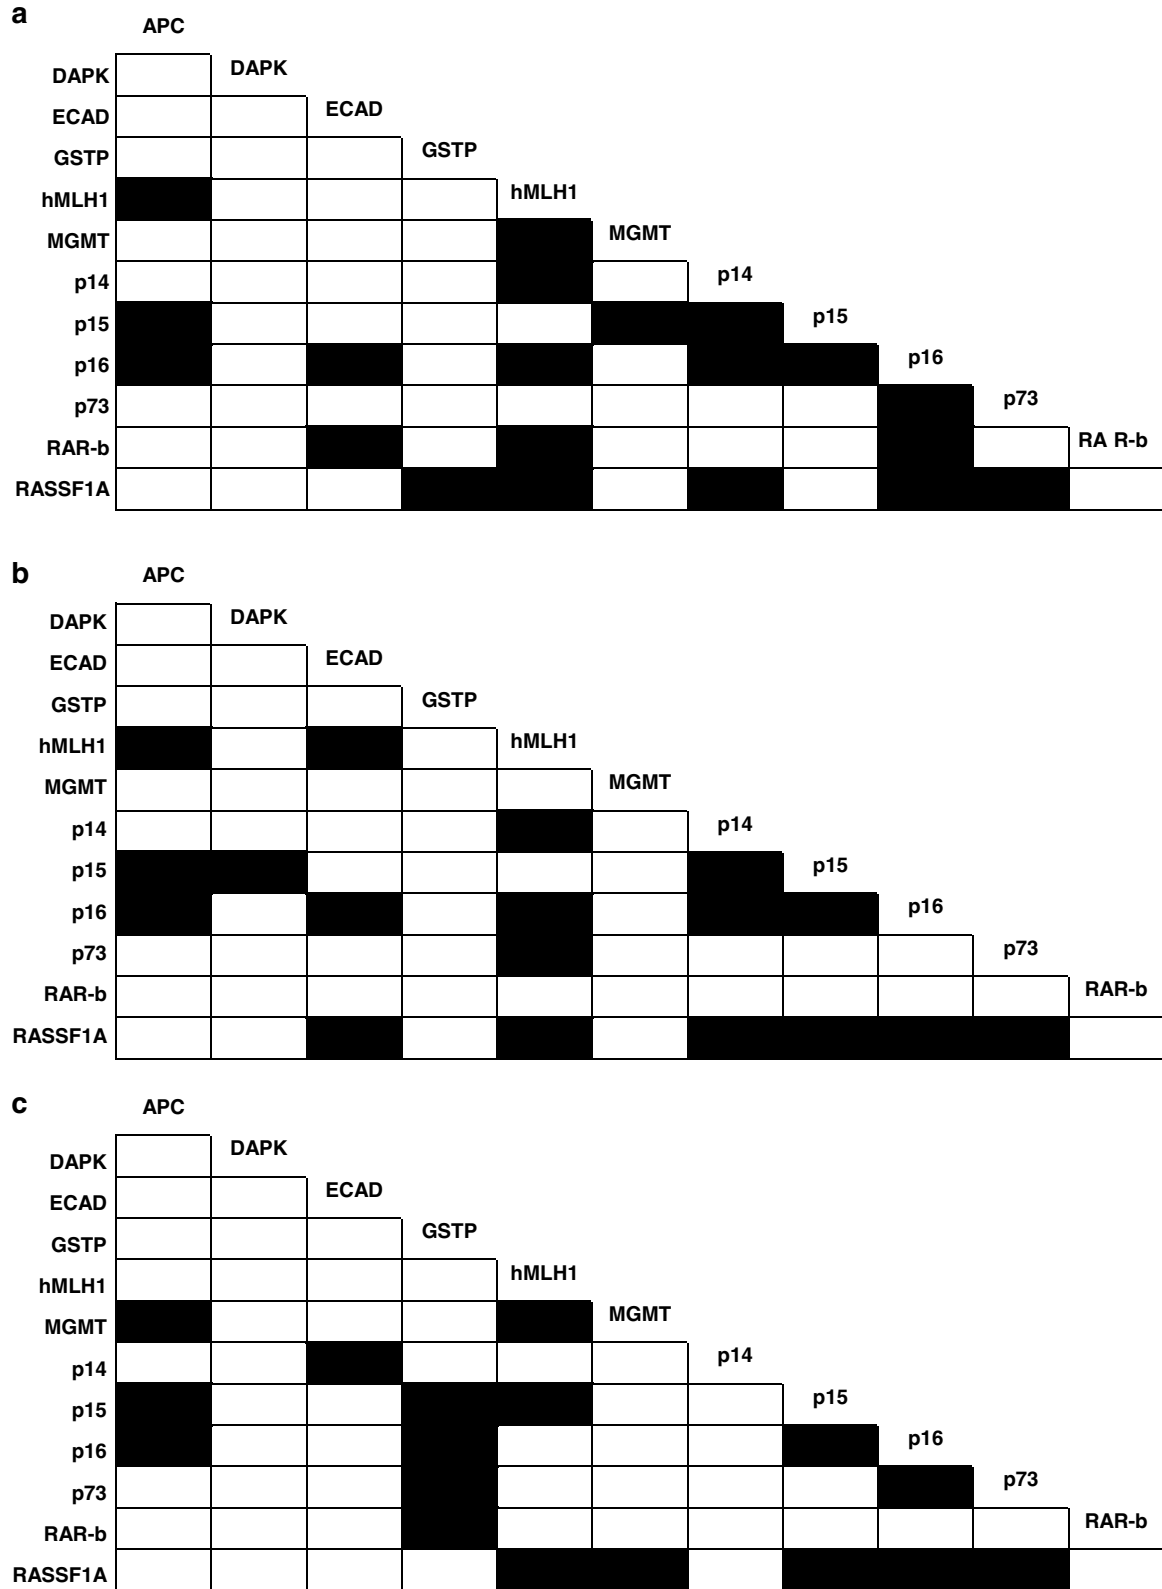 a
APC
DAPK DAPK
ECAD ECAD
GSTP GSTP
hMLH1 hMLH1
MGMT MGMT
p14 p14
p15 p15
p16 p16
p73 p73
RAR-b RA R-b
RASSF1A
b
APC
DAPK DAPK
ECAD ECAD
GSTP GSTP
hMLH1 hMLH1
MGMT MGMT
p14 p14
p15 p15
p16 p16
p73 p73
RAR-b RAR-b
RASSF1A
c
APC
DAPK DAPK
ECAD ECAD
GSTP GSTP
hMLH1 hMLH1
MGMT MGMT
p14 p14
p15 p15
p16 p16
p73 p73
RAR-b RAR-b
RASSF1A